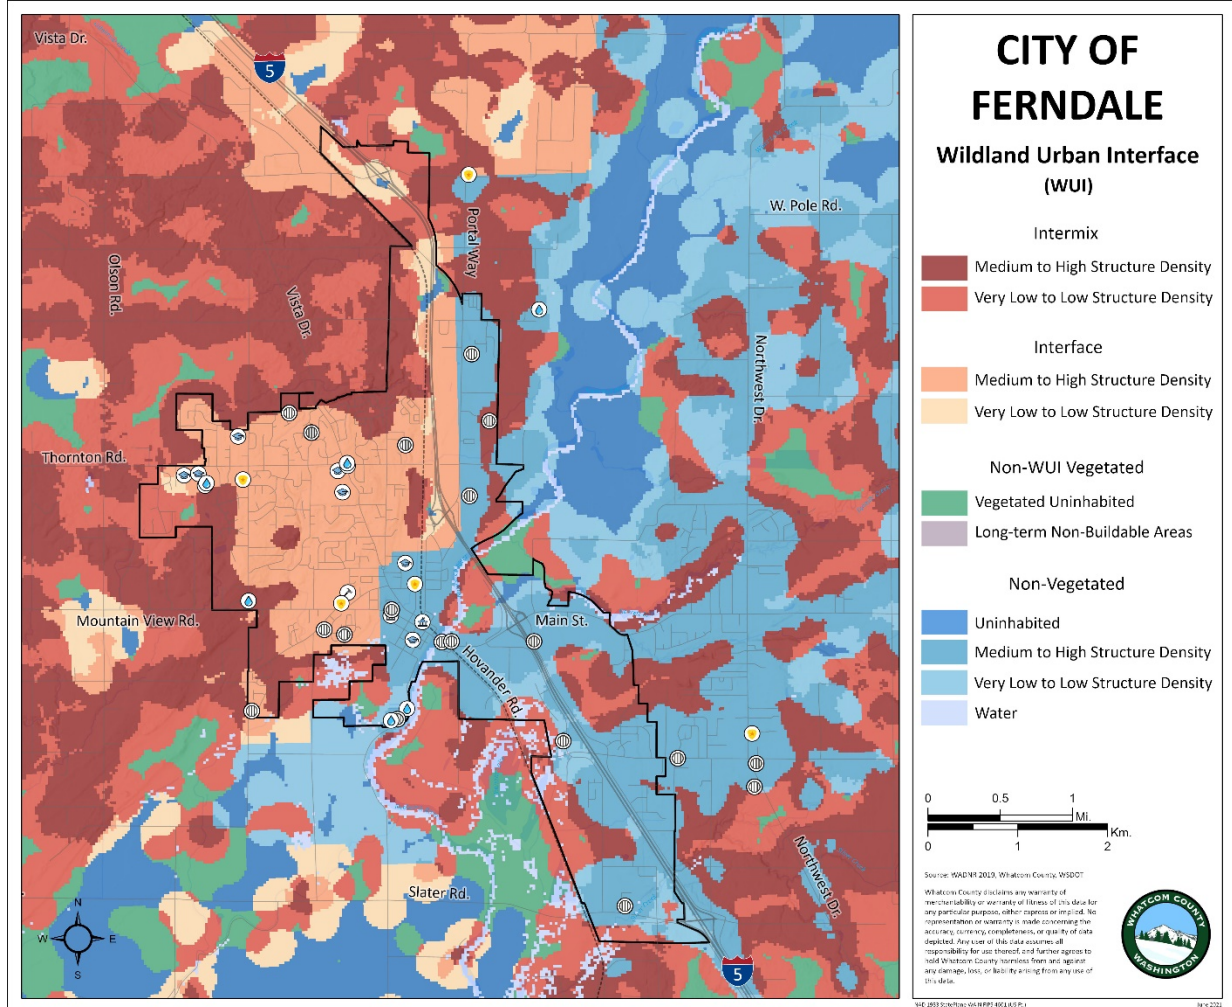 Vista Dr.
5
Portal Way
W. Pole Rd.
Olson Rd.
Vista Dr.
Northwest Dr.
Thornton Rd.
Mountain View Rd.
Main St.
Hovander Rd.
Northwest Dr.
Slater Rd.
N
W
E
S
5
CITY OF
FERNDALE
Wildland Urban Interface
(WUI)
Intermix
Medium to High Structure Density
Very Low to Low Structure Density
Interface
Medium to High Structure Density
Very Low to Low Structure Density
Non-WUI Vegetated
Vegetated Uninhabited
Long-term Non-Buildable Areas
Non-Vegetated
Uninhabited
Medium to High Structure Density
Very Low to Low Structure Density
Water
0 0.5 1
Mi.
Km.
0 1 2
Source: WADNR 2019, Whatcom County, WSDOT
Whatcom County disclaims any warranty of
merchantability or warranty of fitness of this data for
any particular purpose, either express or implied. No
representation or warranty is made concerning the
accuracy, currency, completeness, or quality of data
depicted. Any user of this data assumes all
responsibility for use thereof, and further agrees to
hold Whatcom County harmless from and against
any damage, loss, or liability arising from any use of
this data.
WHATCOM COUNTY
WASHINGTON
June 2021